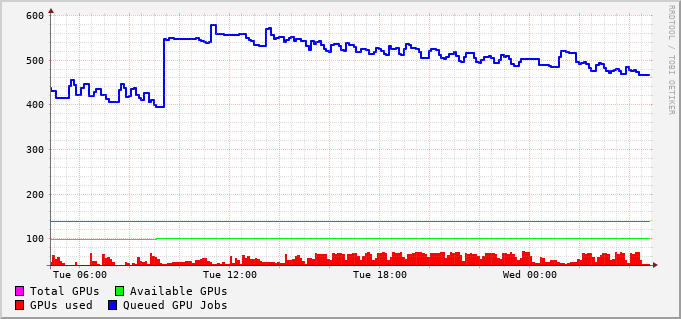 600
500
400
300
200
100
Tue 06:00 Tue 12:00 Tue 18:00 Wed 00:00
Total GPUs Available GPUs
GPUs used Queued GPU Jobs
RRDTOOL / TOBI OETIKER